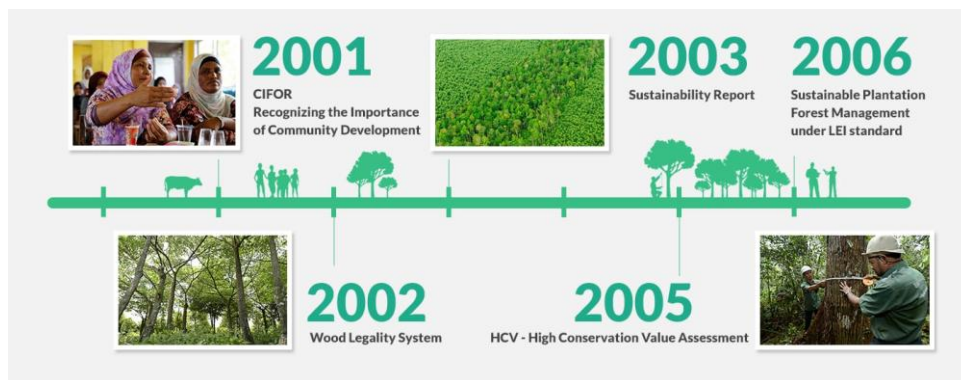 2001
CIFOR
Recognizing the Importance
of Community Development
2002
Wood Legality System
2003
Sustainability Report
2005
HCV - High Conservation Value Assessment
2006
Sustainable Plantation
Forest Management
under LEI standard